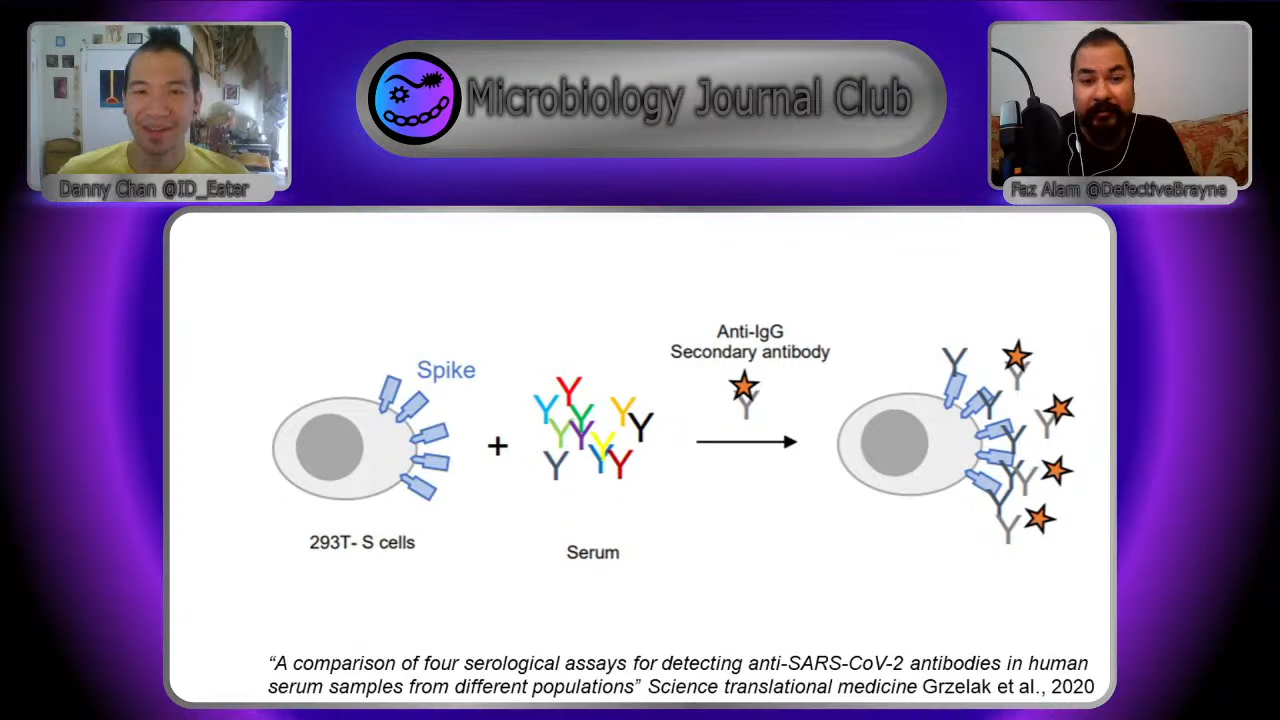 Microbiology Journal Club
Danny Chan @ID_Eater
Faz Alam @DefectiveBrayne
Anti-IgG
Secondary antibody
Spike
+
293T- S cells
Serum
“A comparison of four serological assays for detecting anti-SARS-CoV-2 antibodies in human
serum samples from different populations” Science translational medicine Grzelak et al., 2020